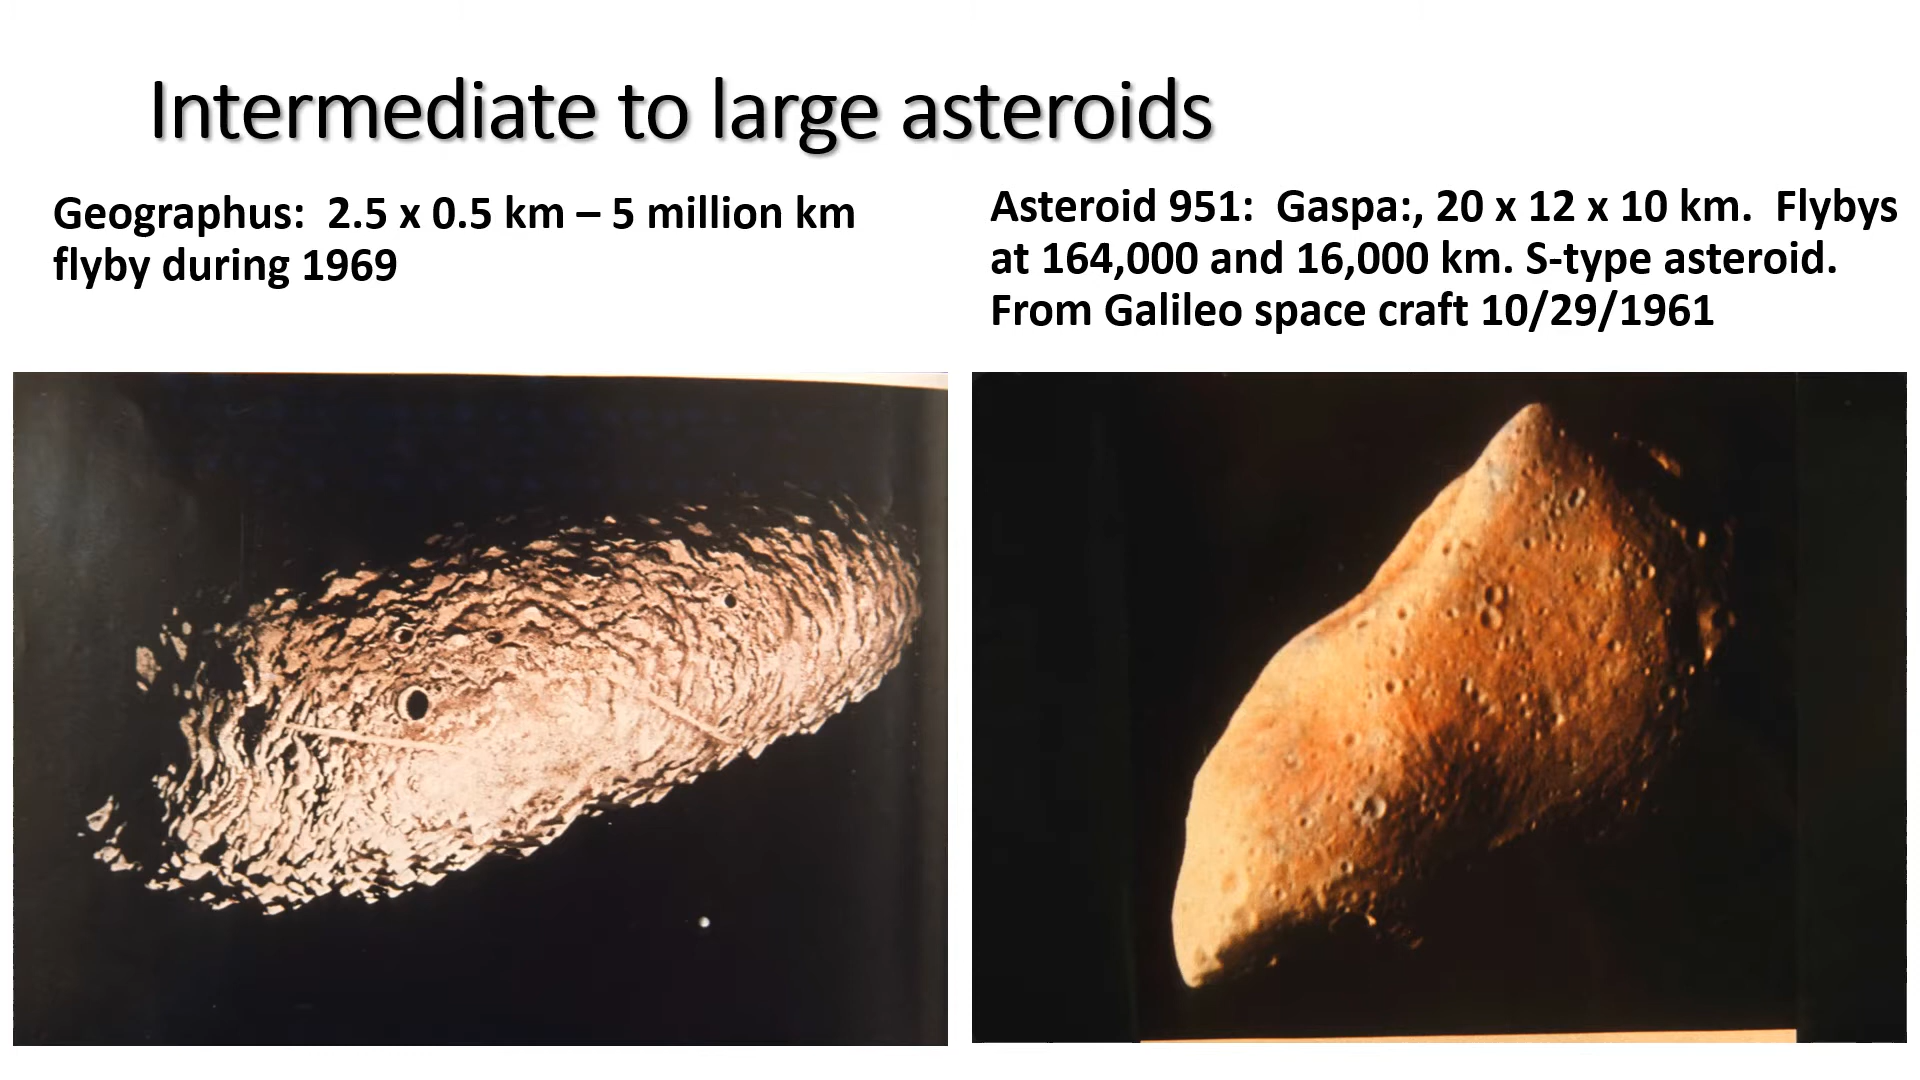 Intermediate to large asteroids
Geographus:  2.5 x 0.5 km – 5 million km
flyby during 1969
Asteroid 951:  Gaspa:, 20 x 12 x 10 km.  Flybys
at 164,000 and 16,000 km. S-type asteroid.
From Galileo space craft 10/29/1961